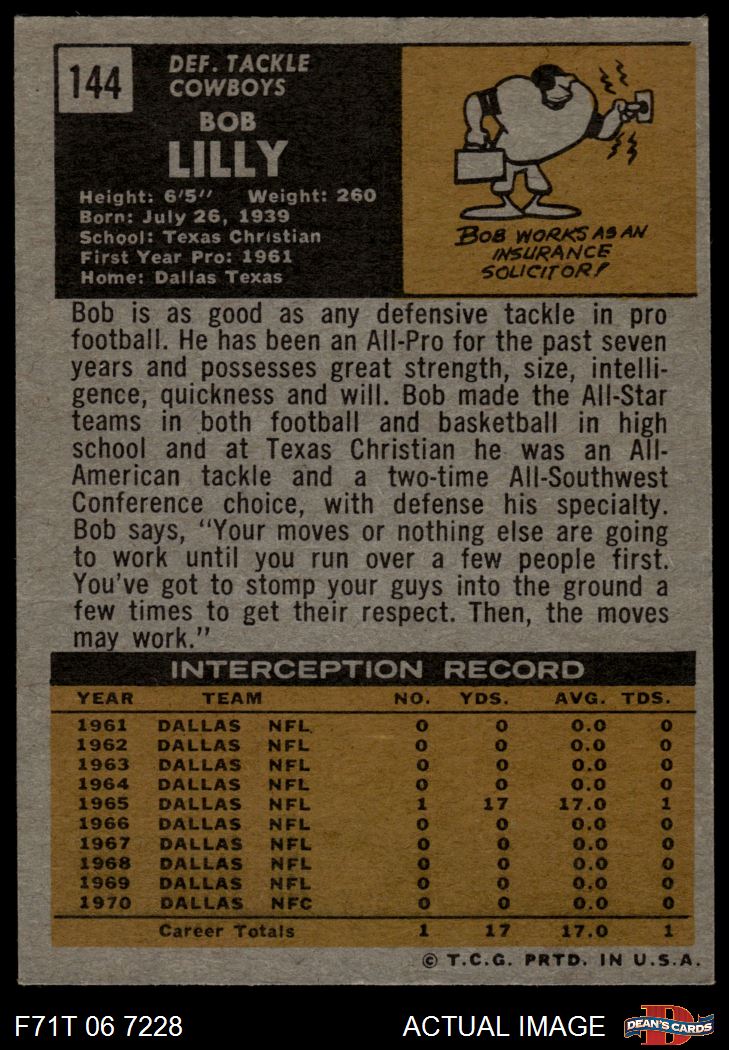 144
DEF. TACKLE
COWBOYS
BOB
LILLY
Height: 6'5" Weight: 260
Born: July 26, 1939
School: Texas Christian
First Year Pro: 1961
Home: Dallas Texas
BOB WORKS AS AN
INSURANCE
SOLICITOR!
Bob is as good as any defensive tackle in pro
football. He has been an All-Pro for the past seven
years and possesses great strength, size, intelli-
gence, quickness and will. Bob made the All-Star
teams in both football and basketball in high
school and at Texas Christian he was an All-
American tackle and a two-time All-Southwest
Conference choice, with defense his specialty.
Bob says, "Your moves or nothing else are going
to work until you run over a few people first.
You've got to stomp your guys into the ground a
few times to get their respect. Then, the moves
may work."
INTERCEPTION RECORD
YEAR TEAM NO. YDS. AVG. TDS.
1961 DALLAS NFL 0 0 0.0 0
1962 DALLAS NFL 0 0 0.0 0
1963 DALLAS NFL 0 0 0.0 0
1964 DALLAS NFL 0 0 0.0 0
1965 DALLAS NFL 1 17 17.0 1
1966 DALLAS NFL 0 0 0.0 0
1967 DALLAS NFL 0 0 0.0 0
1968 DALLAS NFL 0 0 0.0 0
1969 DALLAS NFL 0 0 0.0 0
1970 DALLAS NFC 0 0 0.0 0
Career Totals 1 17 17.0 1
© T.C.G. PRTD. IN U.S.A.
F71T 06 7228 ACTUAL IMAGE D DEAN'S CARDS